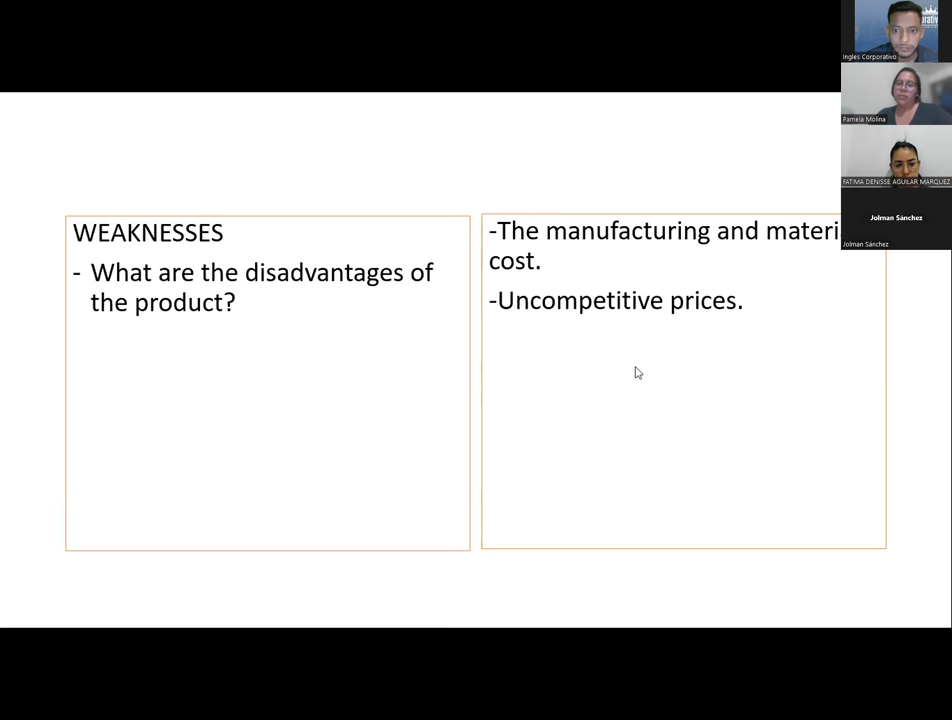 Ingles Corporativo
Pamela Molina
FATIMA DENISSE AGUILAR MARQUEZ
Jolman Sánchez
Jolman Sánchez
WEAKNESSES
- What are the disadvantages of
the product?
-The manufacturing and
cost.
-Uncompetitive prices.